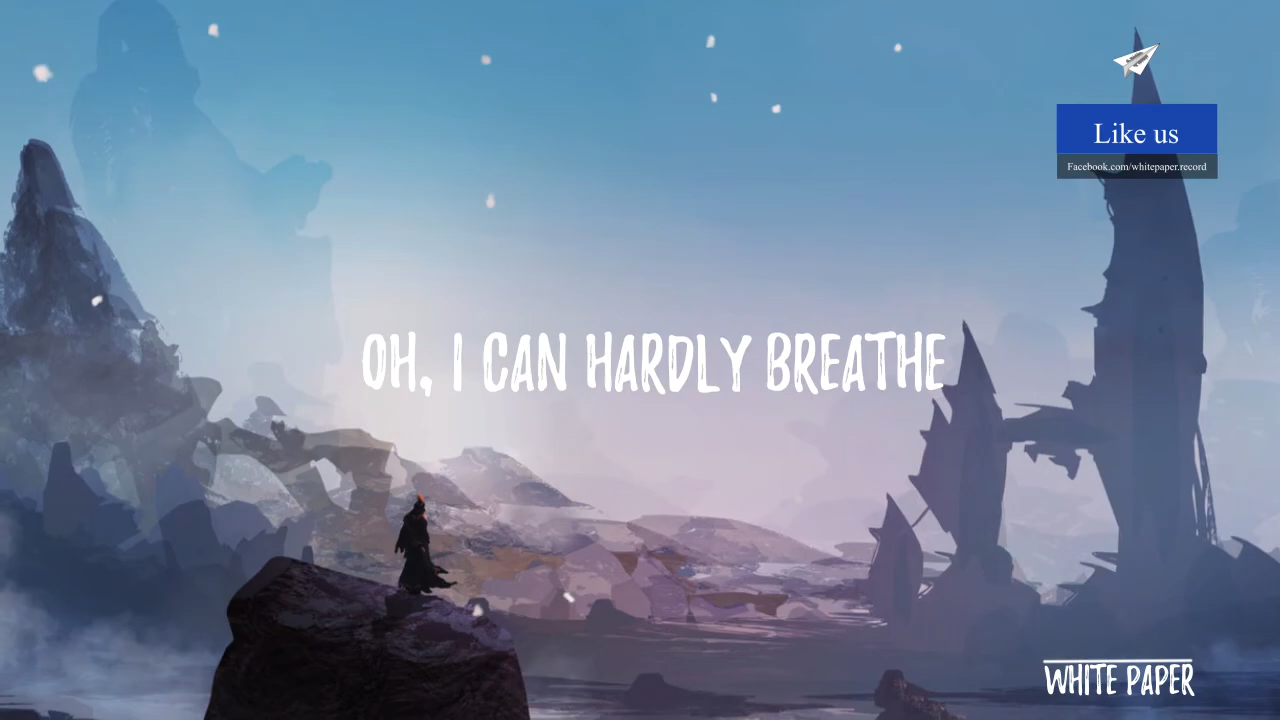 Like us
Facebook.com/whitepaper.record
OH, I CAN HARDLY BREATHE
WHITE PAPER